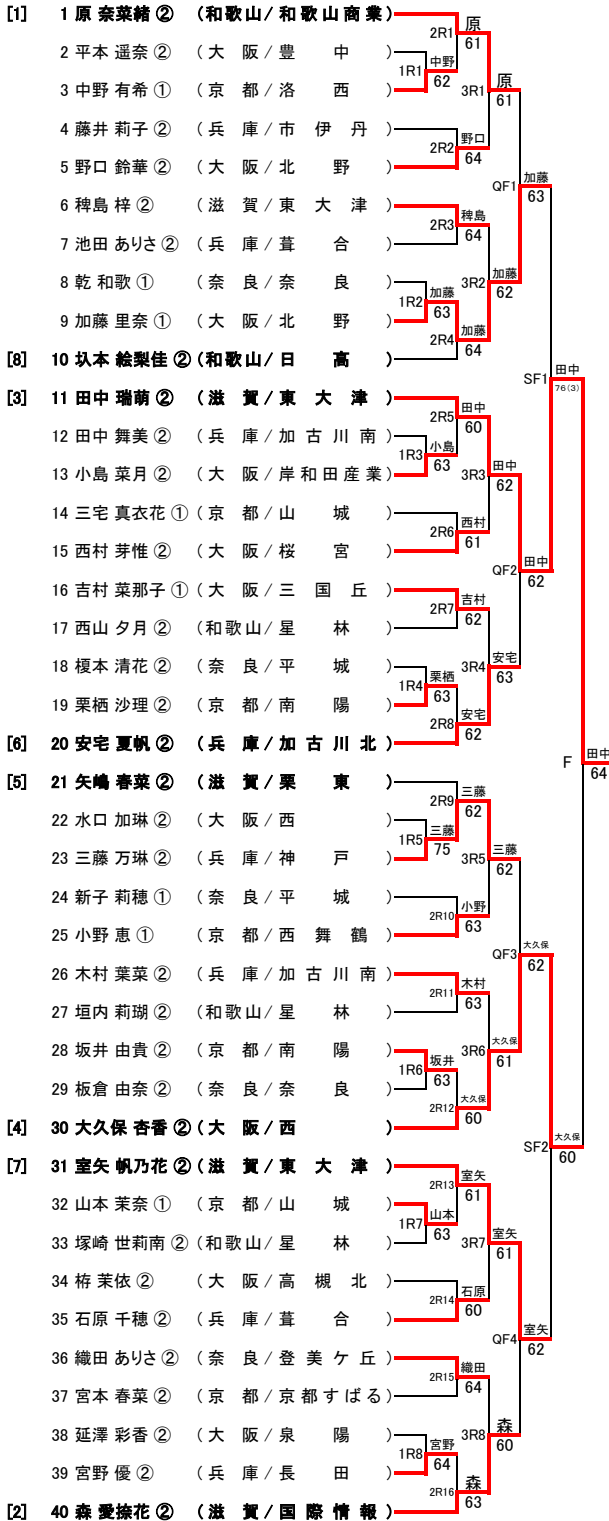 [1] 1 原 奈菜緒 ② (和歌山/和歌山商業)
2R1 原 61
2 平本 遥奈 ② (大 阪/豊 中)
1R1 中野 62
3 中野 有希 ① (京 都/洛 西)
3R1 原 61
4 藤井 莉子 ② (兵 庫/市 伊 丹)
2R2 野口 64
5 野口 鈴華 ② (大 阪/北 野)
QF1 加藤 63
6 稗島 梓 ② (滋 賀/東 大 津)
2R3 稗島 64
7 池田 ありさ ② (兵 庫/葺 合)
3R2 加藤 62
8 乾 和歌 ① (奈 良/奈 良)
1R2 加藤 63
9 加藤 里奈 ① (大 阪/北 野)
2R4 加藤 64
[8] 10 圦本 絵梨佳 ② (和歌山/日 高)
SF1 田中 76(3)
[3] 11 田中 瑞萌 ② (滋 賀/東 大 津)
2R5 田中 60
12 田中 舞美 ② (兵 庫/加古川南)
1R3 小島 63
13 小島 菜月 ② (大 阪/岸和田産業)
3R3 田中 62
14 三宅 真衣花 ① (京 都/山 城)
2R6 西村 61
15 西村 芽惟 ② (大 阪/桜 宮)
QF2 田中 62
16 吉村 菜那子 ① (大 阪/三 国 丘)
2R7 吉村 62
17 西山 夕月 ② (和歌山/星 林)
3R4 安宅 63
18 榎本 清花 ② (奈 良/平 城)
1R4 栗栖 63
19 栗栖 沙理 ② (京 都/南 陽)
2R8 安宅 62
[6] 20 安宅 夏帆 ② (兵 庫/加古川北)
F 田中 64
[5] 21 矢嶋 春菜 ② (滋 賀/栗 東)
2R9 三藤 62
22 水口 加琳 ② (大 阪/西)
1R5 三藤 75
23 三藤 万琳 ② (兵 庫/神 戸)
3R5 三藤 62
24 新子 莉穂 ① (奈 良/平 城)
2R10 小野 63
25 小野 恵 ① (京 都/西 舞 鶴)
QF3 大久保 62
26 木村 葉菜 ② (兵 庫/加古川南)
2R11 木村 63
27 垣内 莉瑚 ② (和歌山/星 林)
3R6 大久保 61
28 坂井 由貴 ② (京 都/南 陽)
1R6 坂井 63
29 板倉 由奈 ② (奈 良/奈 良)
2R12 大久保 60
[4] 30 大久保 杏香 ② (大 阪/西)
SF2 大久保 60
[7] 31 室矢 帆乃花 ② (滋 賀/東 大 津)
2R13 室矢 61
32 山本 茉奈 ① (京 都/山 城)
1R7 山本 63
33 塚崎 世莉南 ② (和歌山/星 林)
3R7 室矢 61
34 栫 茉依 ② (大 阪/高 槻 北)
2R14 石原 60
35 石原 千穂 ② (兵 庫/葺 合)
QF4 室矢 62
36 織田 ありさ ② (奈 良/登美ケ丘)
2R15 織田 64
37 宮本 春菜 ② (京 都/京都すばる)
3R8 森 60
38 延澤 彩香 ② (大 阪/泉 陽)
1R8 宮野 64
39 宮野 優 ② (兵 庫/長 田)
2R16 森 63
[2] 40 森 愛捺花 ② (滋 賀/国際情報)